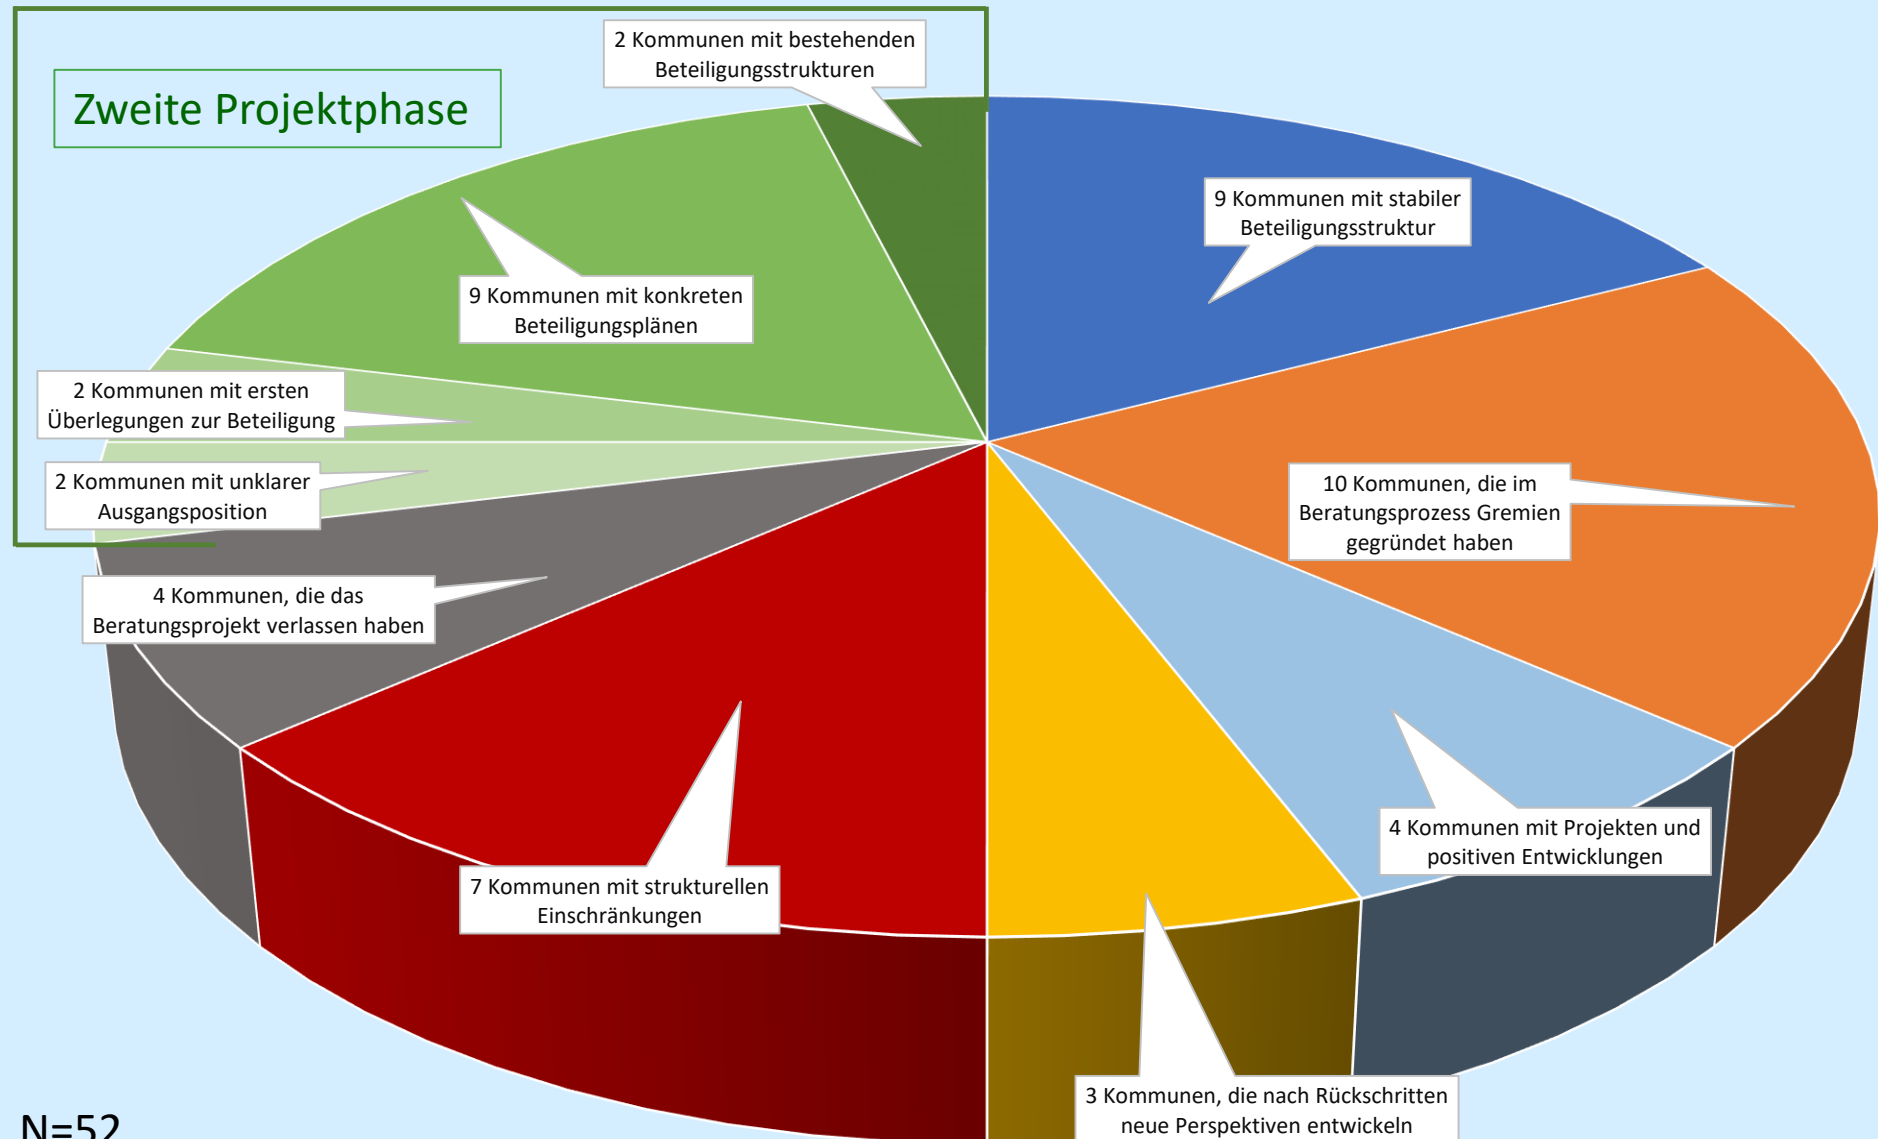 2 Kommunen mit bestehenden
Beteiligungsstrukturen
Zweite Projektphase
9 Kommunen mit stabiler
Beteiligungsstruktur
9 Kommunen mit konkreten
Beteiligungsplänen
2 Kommunen mit ersten
Überlegungen zur Beteiligung
2 Kommunen mit unklarer
Ausgangsposition
10 Kommunen, die im
Beratungsprozess Gremien
gegründet haben
4 Kommunen, die das
Beratungsprojekt verlassen haben
4 Kommunen mit Projekten und
positiven Entwicklungen
7 Kommunen mit strukturellen
Einschränkungen
3 Kommunen, die nach Rückschritten
neue Perspektiven entwickeln
N=52